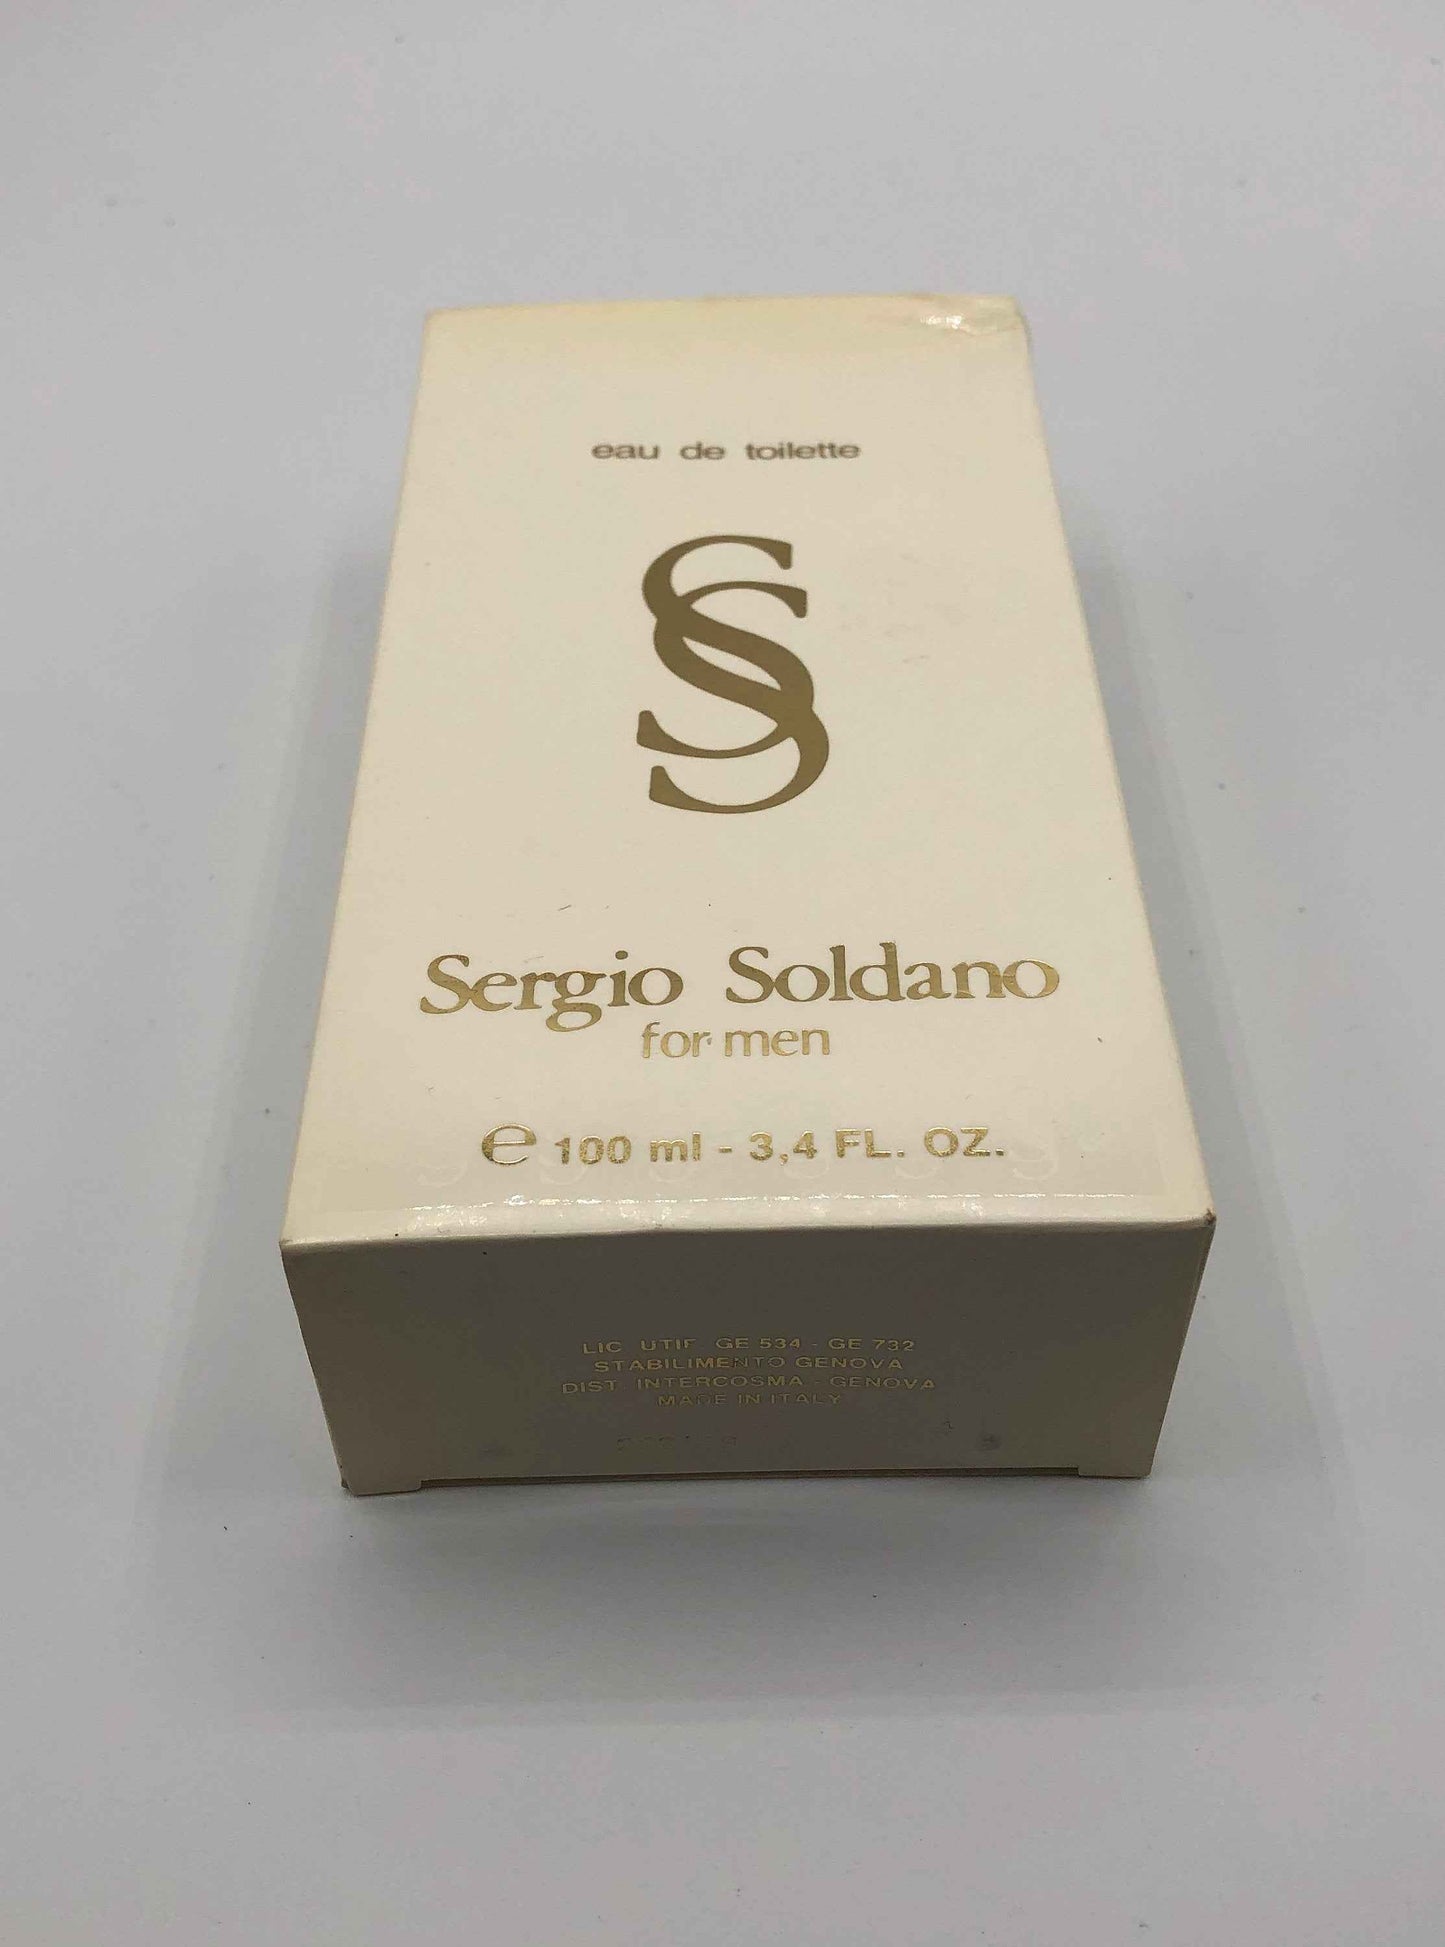 eau de toilette
SS
Sergio Soldano
for men
e 100 ml - 3,4 FL. OZ.
LIC UTIF GE 534 - GE 732
STABILIMENTO GENOVA
DIST. INTERCOSMA - GENOVA
MADE IN ITALY